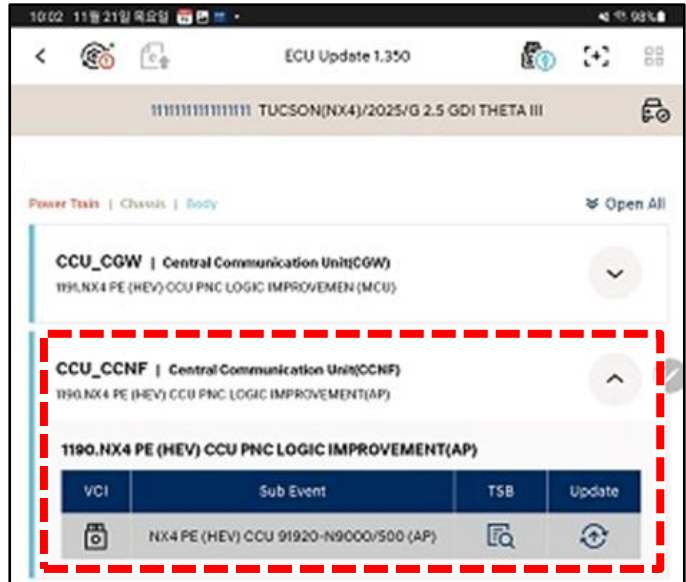 10:02 11월 21일 목요일
98%
ECU Update 1.350
11111111111111111 TUCSON(NX4)/2025/G 2.5 GDI THETA III
Power Train | Chassis | Body
Open All
CCU_CGW | Central Communication Unit(CGW)
1191.NX4 PE (HEV) CCU PNC LOGIC IMPROVEMEN (MCU)
CCU_CCNF | Central Communication Unit(CCNF)
1190.NX4 PE (HEV) CCU PNC LOGIC IMPROVEMENT(AP)
1190.NX4 PE (HEV) CCU PNC LOGIC IMPROVEMENT(AP)
VCI Sub Event TSB Update
NX4 PE (HEV) CCU 91920-N9000/500 (AP)